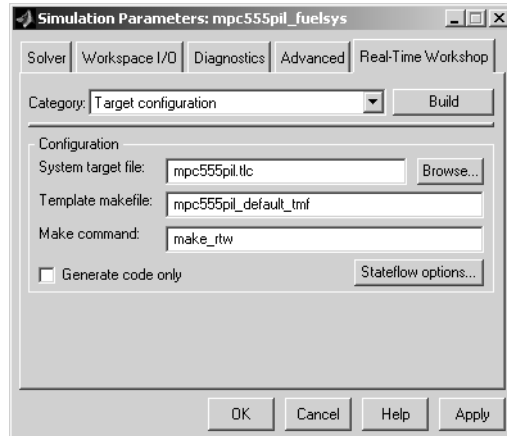 Simulation Parameters: mpc555pil_fuelsys
Solver Workspace I/O Diagnostics Advanced Real-Time Workshop
Category: Target configuration Build
Configuration
System target file: mpc555pil.tlc Browse...
Template makefile: mpc555pil_default_tmf
Make command: make_rtw
Generate code only Stateflow options...
OK Cancel Help Apply